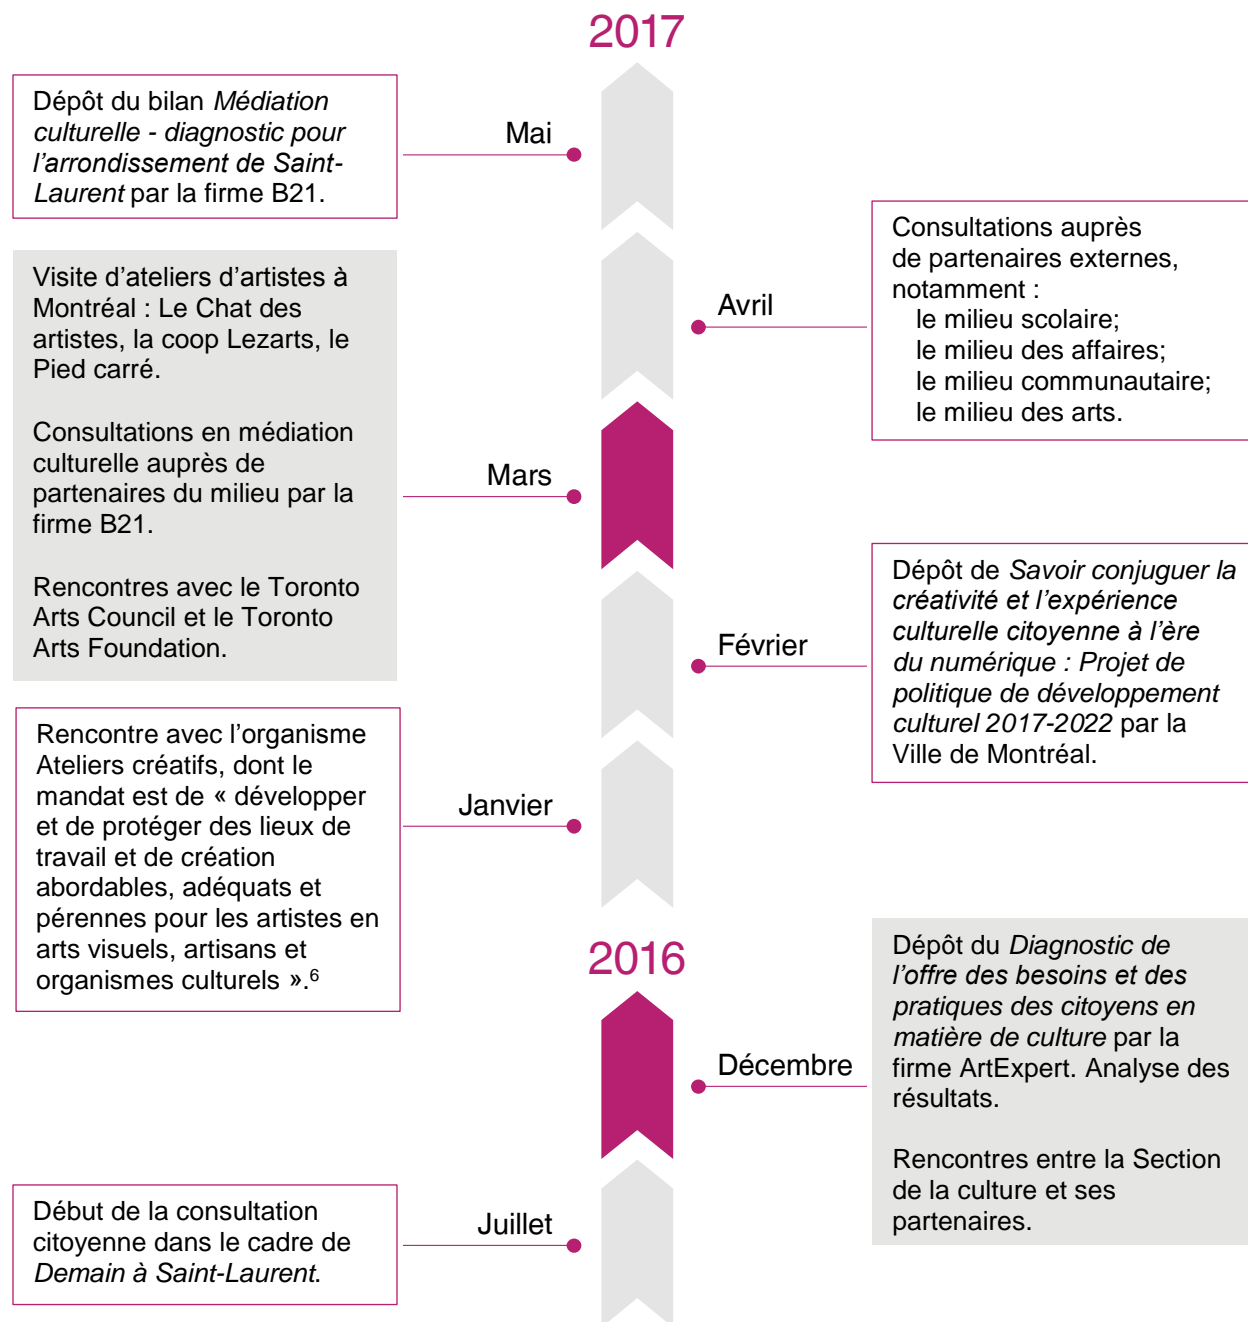 2017
Mai
Dépôt du bilan Médiation
culturelle - diagnostic pour
l'arrondissement de Saint-
Laurent par la firme B21.
Avril
Consultations auprès
de partenaires externes,
notamment :
le milieu scolaire;
le milieu des affaires;
le milieu communautaire;
le milieu des arts.
Mars
Visite d'ateliers d'artistes à
Montréal : Le Chat des
artistes, la coop Lezarts, le
Pied carré.
Consultations en médiation
culturelle auprès de
partenaires du milieu par la
firme B21.
Rencontres avec le Toronto
Arts Council et le Toronto
Arts Foundation.
Février
Dépôt de Savoir conjuguer la
créativité et l'expérience
culturelle citoyenne à l'ère
du numérique : Projet de
politique de développement
culturel 2017-2022 par la
Ville de Montréal.
Janvier
Rencontre avec l'organisme
Ateliers créatifs, dont le
mandat est de « développer
et de protéger des lieux de
travail et de création
abordables, adéquats et
pérennes pour les artistes en
arts visuels, artisans et
organismes culturels ».6
2016
Décembre
Dépôt du Diagnostic de
l'offre des besoins et des
pratiques des citoyens en
matière de culture par la
firme ArtExpert. Analyse des
résultats.
Rencontres entre la Section
de la culture et ses
partenaires.
Juillet
Début de la consultation
citoyenne dans le cadre de
Demain à Saint-Laurent.